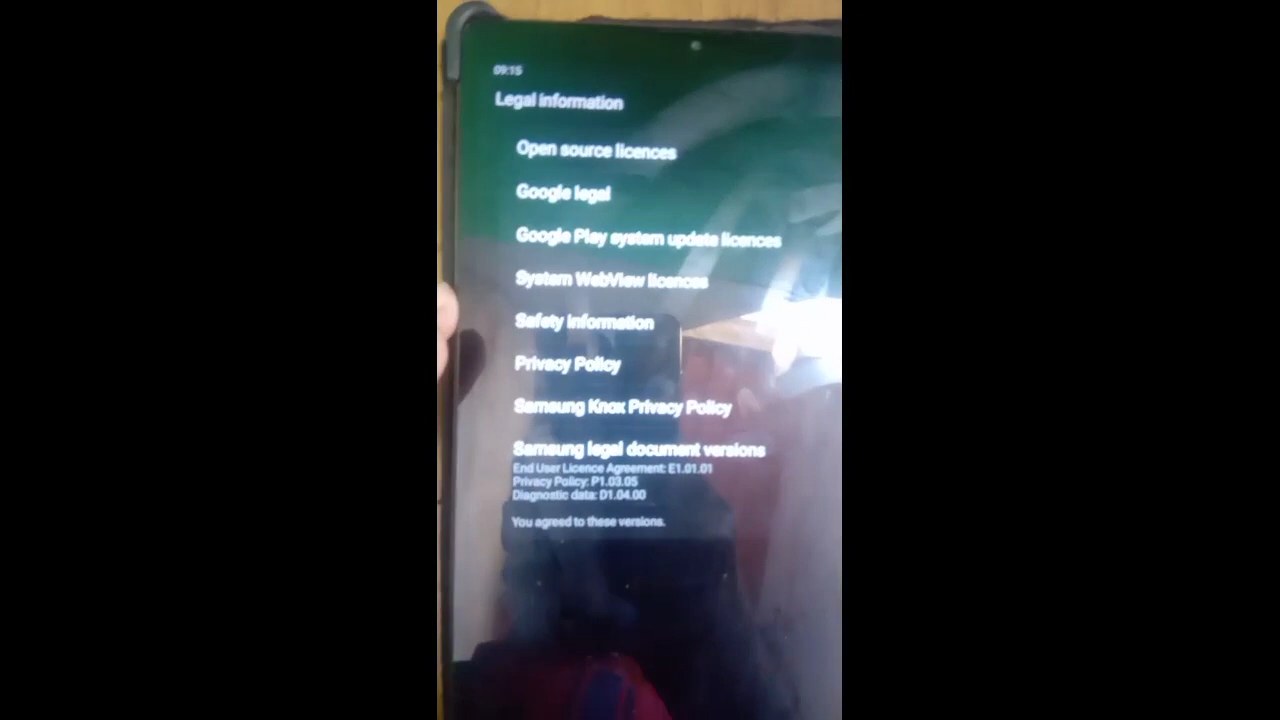 09:15
Legal information
Open source licences
Google legal
Google Play system update licences
System WebView licences
Safety information
Privacy Policy
Samsung Knox Privacy Policy
Samsung legal document versions
End User Licence Agreement: E1.01.01
Privacy Policy: P1.03.05
Diagnostic data: D1.04.00
You agreed to these versions.